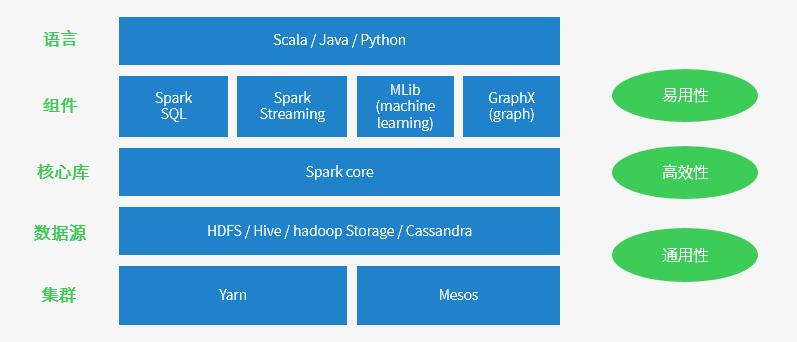 语言
Scala / Java / Python
组件
Spark
SQL
Spark
Streaming
MLib
(machine
learning)
GraphX
(graph)
易用性
核心库
Spark core
高效性
数据源
HDFS / Hive / hadoop Storage / Cassandra
通用性
集群
Yarn
Mesos